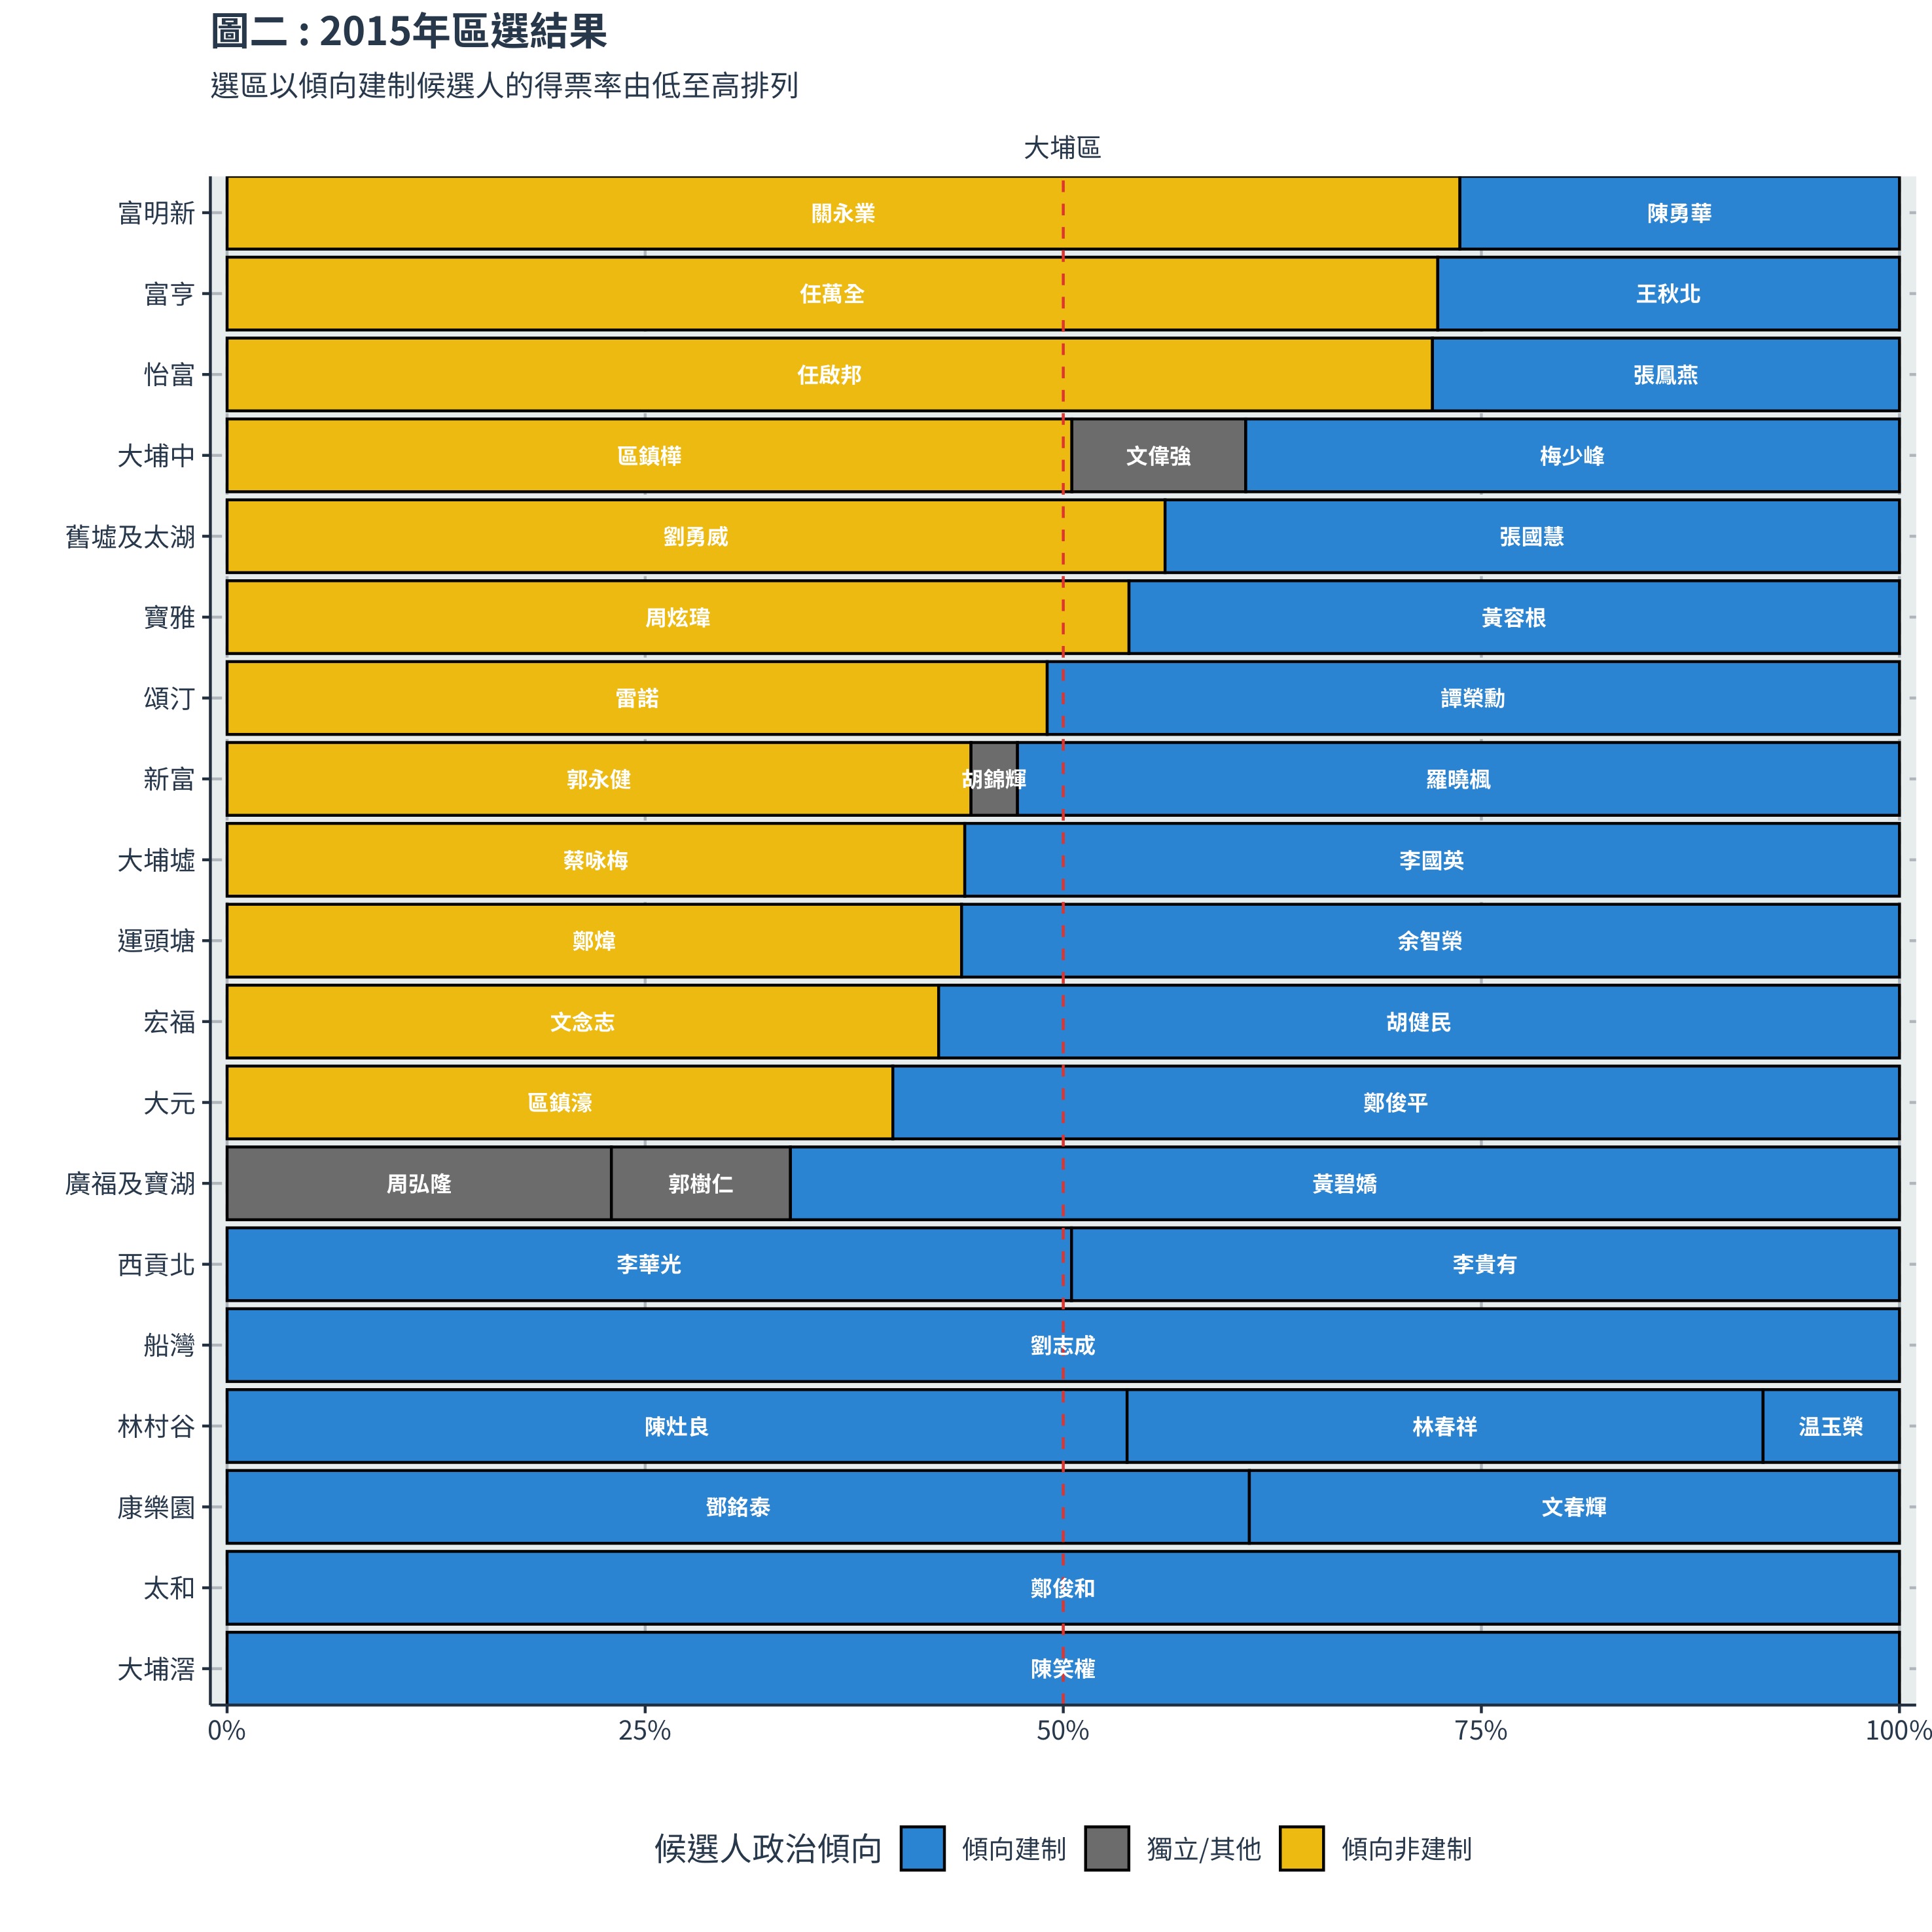 圖二：2015年區選結果
選區以傾向建制候選人的得票率由低至高排列
大埔區
富明新 關永業 陳勇華
富亨 任萬全 王秋北
怡富 任啟邦 張鳳燕
大埔中 區鎮樺 文偉強 梅少峰
舊墟及太湖 劉勇威 張國慧
寶雅 周炫瑋 黃容根
頌汀 雷諾 譚榮勳
新富 郭永健 胡錦輝 羅曉楓
大埔墟 蔡咏梅 李國英
運頭塘 鄭煒 余智榮
宏福 文念志 胡健民
大元 區鎮濠 鄭俊平
廣福及寶湖 周弘隆 郭樹仁 黃碧嬌
西貢北 李華光 李貴有
船灣 劉志成
林村谷 陳灶良 林春祥 温玉榮
康樂園 鄧銘泰 文春輝
太和 鄭俊和
大埔滘 陳笑權
0% 25% 50% 75% 100%
候選人政治傾向 傾向建制 獨立/其他 傾向非建制